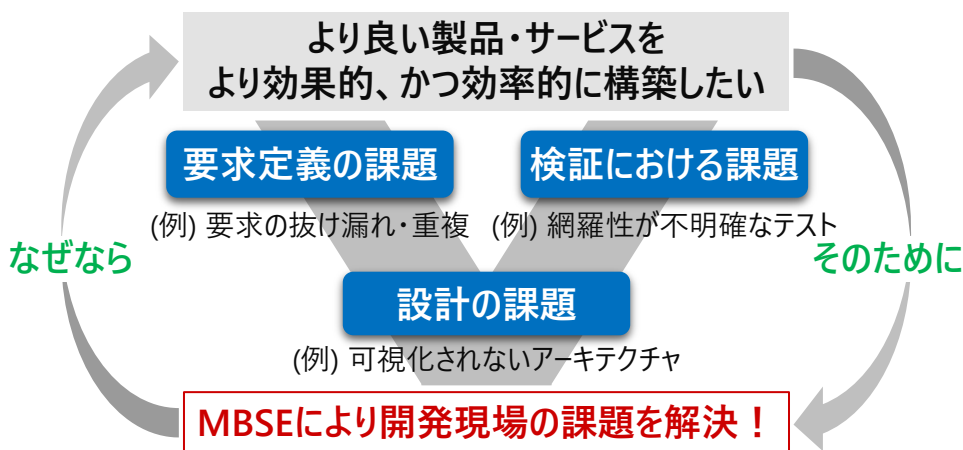 より良い製品・サービスを
より効果的、かつ効率的に構築したい
要求定義の課題
検証における課題
(例) 要求の抜け漏れ・重複
(例) 網羅性が不明確なテスト
なぜなら
そのために
設計の課題
(例) 可視化されないアーキテクチャ
MBSEにより開発現場の課題を解決！